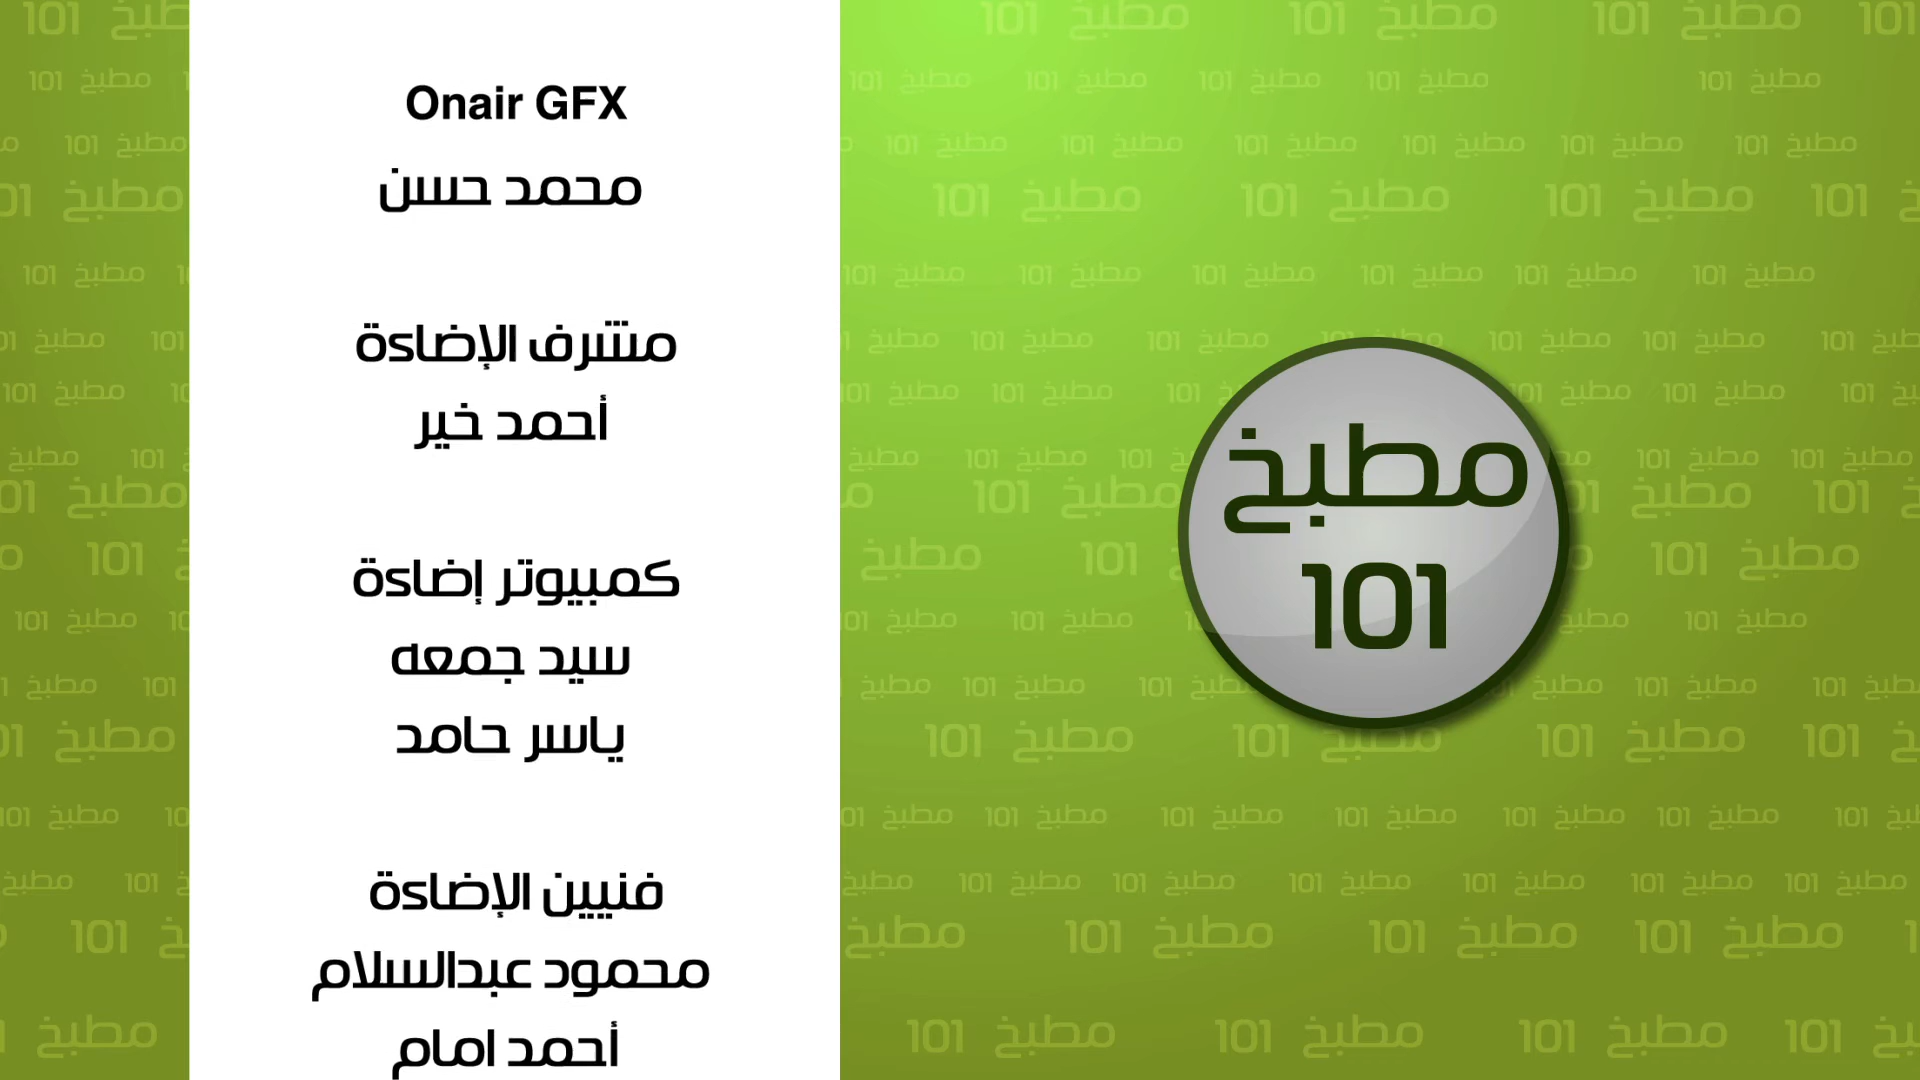 Onair GFX
محمد حسن
مشرف الإضاءة
أحمد خير
كمبيوتر إضاءة
سيد جمعه
ياسر حامد
فنيين الإضاءة
محمود عبدالسلام
أحمد امام
مطبخ
101